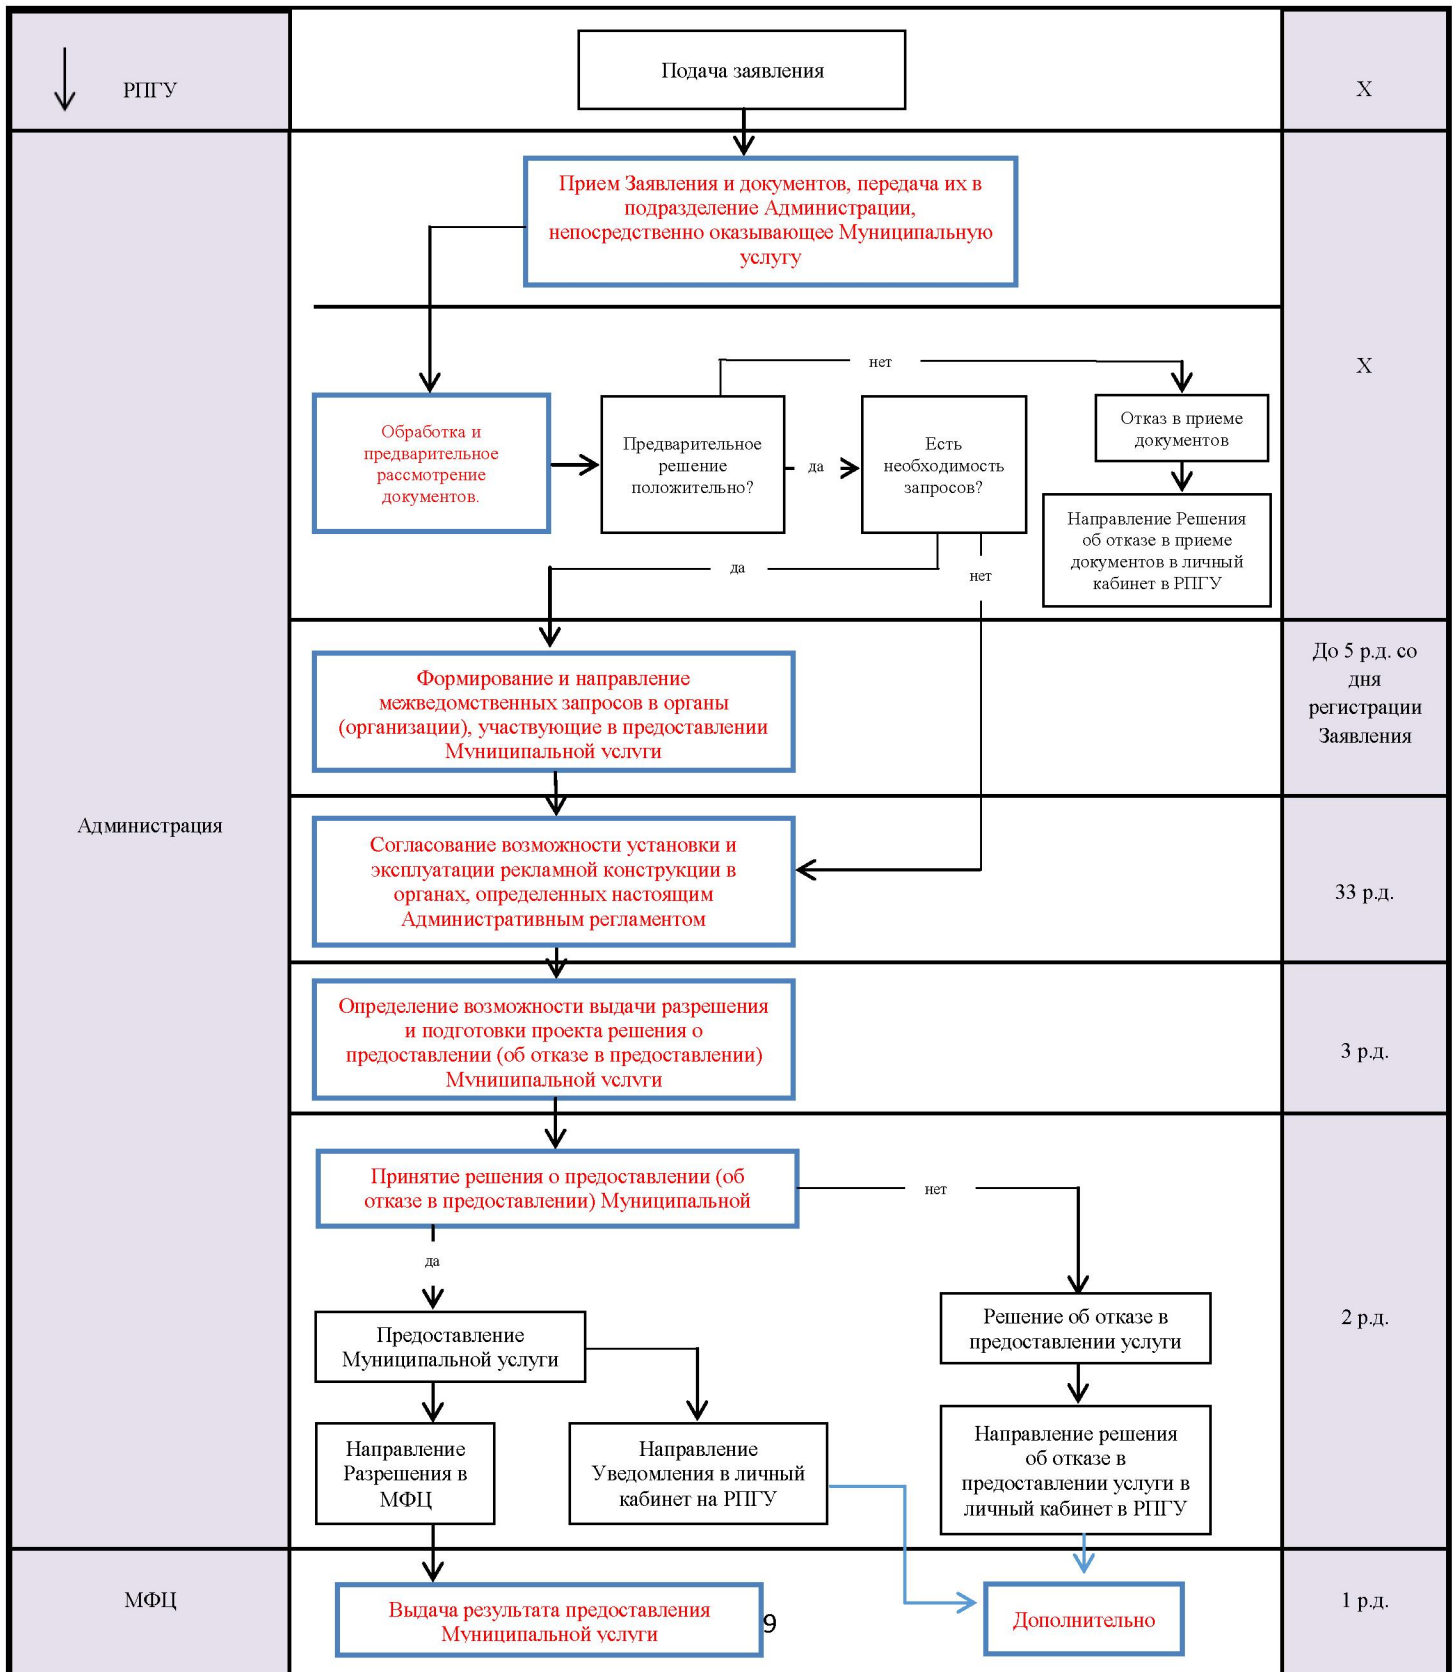 РПГУ
Подача заявления
X
Прием Заявления и документов, передача их в
подразделение Администрации,
непосредственно оказывающее Муниципальную
услугу
X
нет
Обработка и
предварительное
рассмотрение
документов.
Предварительное
решение
положительно?
да
Есть
необходимость
запросов?
Отказ в приеме
документов
Направление Решения
об отказе в приеме
документов в личный
кабинет в РПГУ
да
нет
Администрация
Формирование и направление
межведомственных запросов в органы
(организации), участвующие в предоставлении
Муниципальной услуги
До 5 р.д. со
дня
регистрации
Заявления
Согласование возможности установки и
эксплуатации рекламной конструкции в
органах, определенных настоящим
Административным регламентом
33 р.д.
Определение возможности выдачи разрешения
и подготовки проекта решения о
предоставлении (об отказе в предоставлении)
Муниципальной услуги
3 р.д.
Принятие решения о предоставлении (об
отказе в предоставлении) Муниципальной
нет
да
Предоставление
Муниципальной услуги
Решение об отказе в
предоставлении услуги
2 р.д.
Направление
Разрешения в
МФЦ
Направление
Уведомления в личный
кабинет на РПГУ
Направление решения
об отказе в
предоставлении услуги в
личный кабинет в РПГУ
МФЦ
Выдача результата предоставления
Муниципальной услуги
9
Дополнительно
1 р.д.